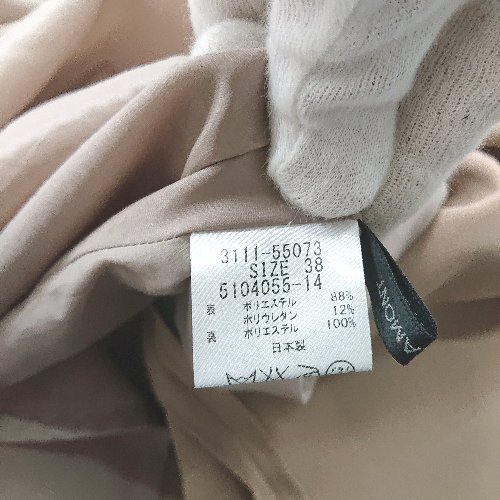 3111-55073
SIZE 38
5104055-14
表 ポリエステル 88%
ポリウレタン 12%
裏 ポリエステル 100%
日本製